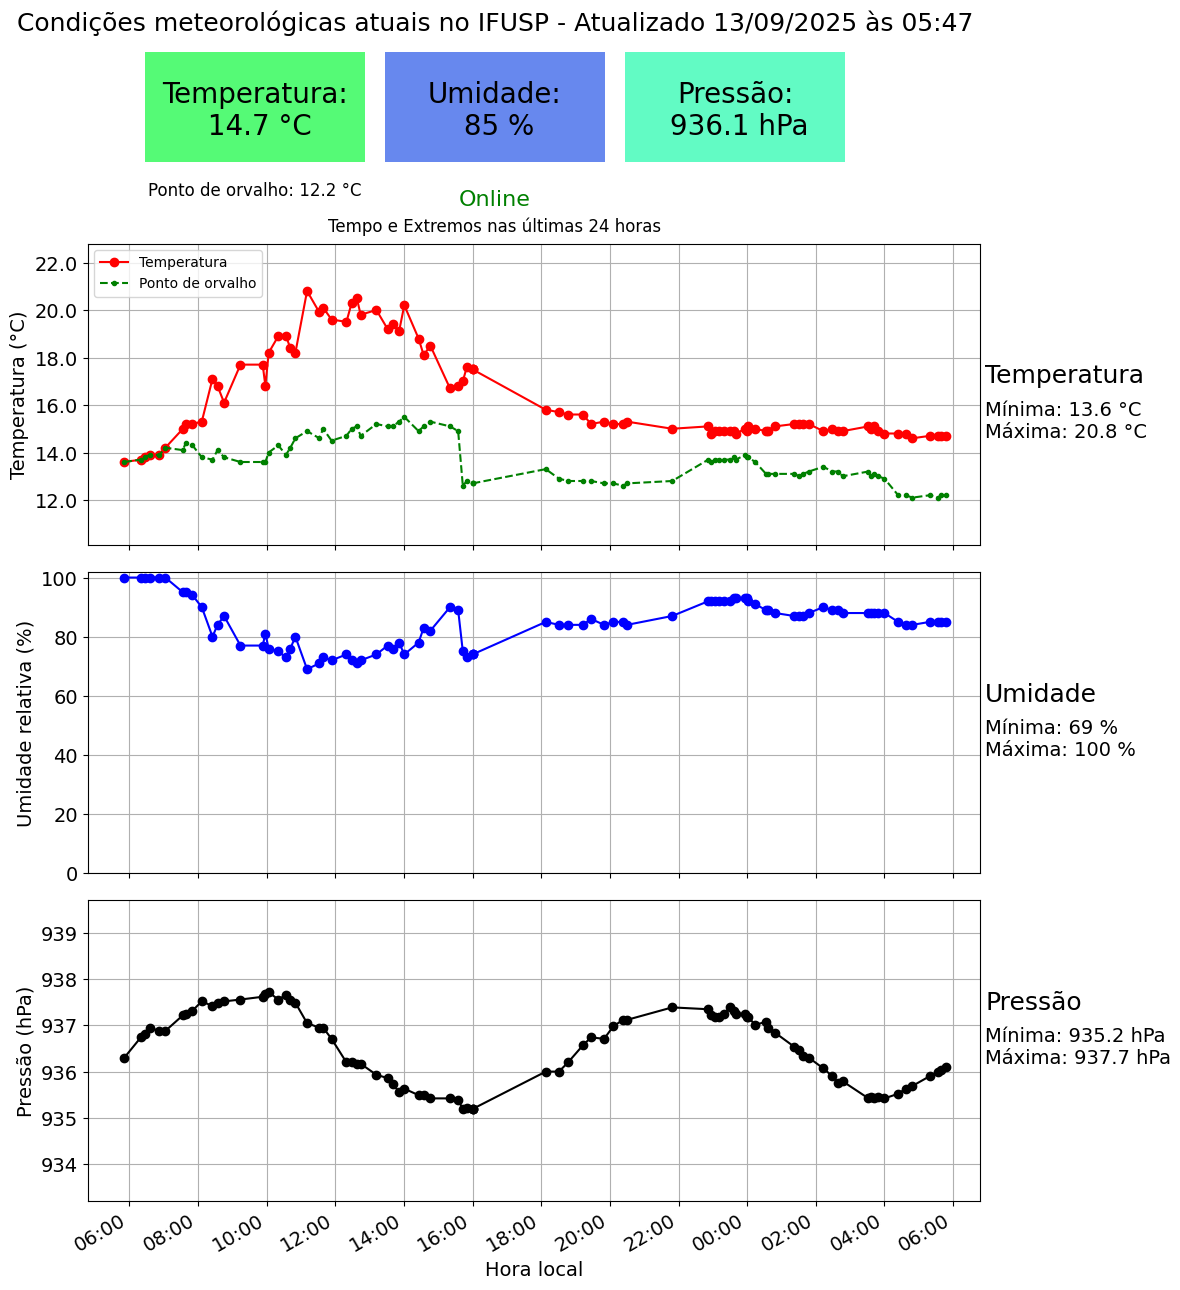 Condições meteorológicas atuais no IFUSP - Atualizado 13/09/2025 às 05:47
Temperatura:
14.7 °C
Umidade:
85 %
Pressão:
936.1 hPa
Ponto de orvalho: 12.2 °C
Online
Tempo e Extremos nas últimas 24 horas
Temperatura
Ponto de orvalho
Temperatura (°C)
22.0
20.0
18.0
16.0
14.0
12.0
Temperatura
Mínima: 13.6 °C
Máxima: 20.8 °C
Umidade relativa (%)
100
80
60
40
20
0
Umidade
Mínima: 69 %
Máxima: 100 %
Pressão (hPa)
939
938
937
936
935
934
Pressão
Mínima: 935.2 hPa
Máxima: 937.7 hPa
06:00 08:00 10:00 12:00 14:00 16:00 18:00 20:00 22:00 00:00 02:00 04:00 06:00
Hora local